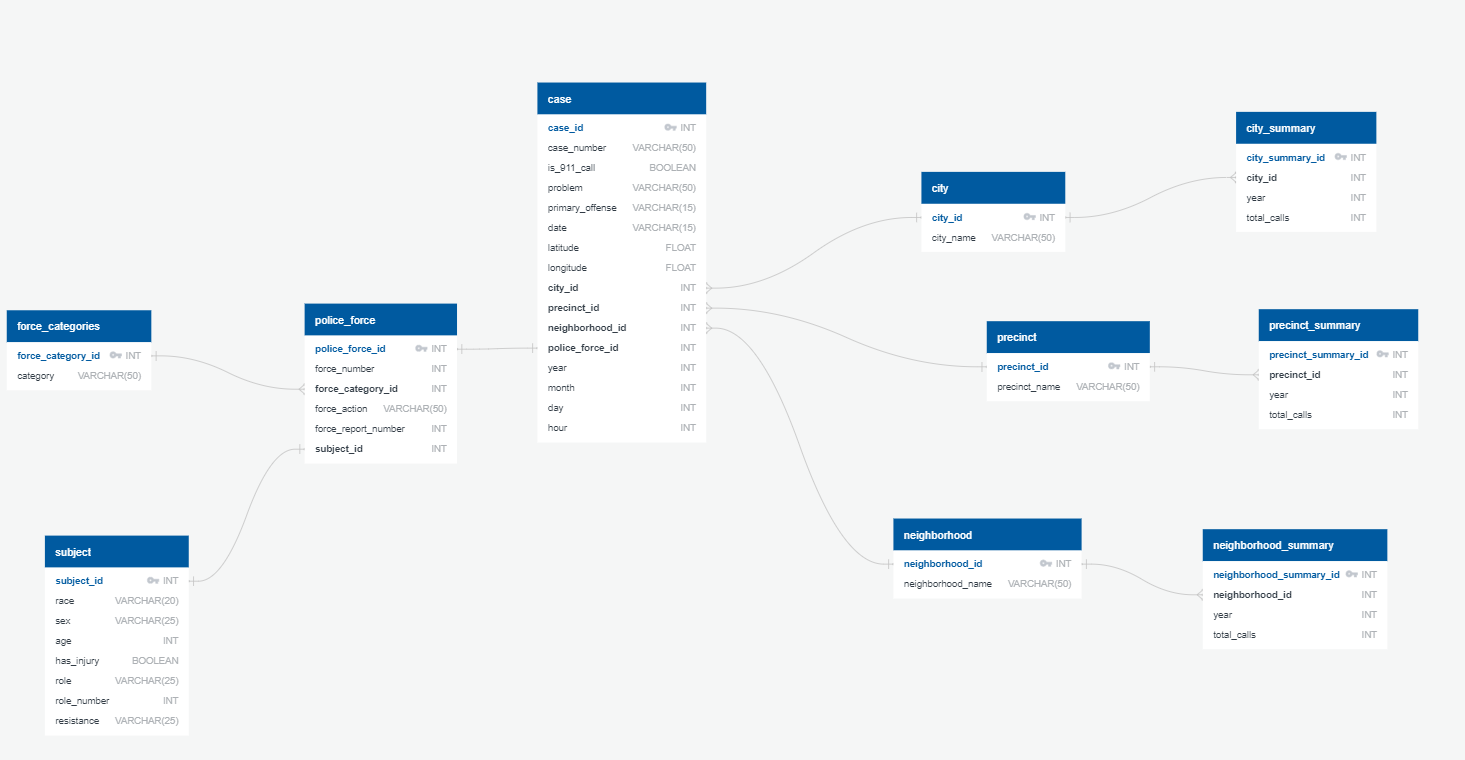 case
case_id INT
case_number VARCHAR(50)
is_911_call BOOLEAN
problem VARCHAR(50)
primary_offense VARCHAR(15)
date VARCHAR(15)
latitude FLOAT
longitude FLOAT
city_id INT
precinct_id INT
neighborhood_id INT
police_force_id INT
year INT
month INT
day INT
hour INT
city_summary
city_summary_id INT
city_id INT
year INT
total_calls INT
city
city_id INT
city_name VARCHAR(50)
force_categories
force_category_id INT
category VARCHAR(50)
police_force
police_force_id INT
force_number INT
force_category_id INT
force_action VARCHAR(50)
force_report_number INT
subject_id INT
precinct
precinct_id INT
precinct_name VARCHAR(50)
precinct_summary
precinct_summary_id INT
precinct_id INT
year INT
total_calls INT
subject
subject_id INT
race VARCHAR(20)
sex VARCHAR(25)
age INT
has_injury BOOLEAN
role VARCHAR(25)
role_number INT
resistance VARCHAR(25)
neighborhood
neighborhood_id INT
neighborhood_name VARCHAR(50)
neighborhood_summary
neighborhood_summary_id INT
neighborhood_id INT
year INT
total_calls INT